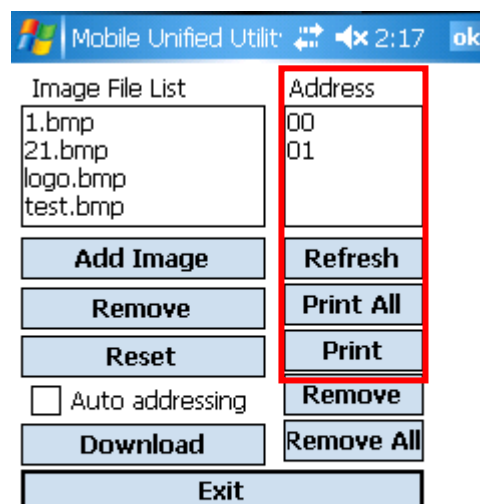 Mobile Unified Utilit 2:17 ok
Image File List
1.bmp
21.bmp
logo.bmp
test.bmp
Address
00
01
Add Image
Remove
Reset
Auto addressing
Download
Refresh
Print All
Print
Remove
Remove All
Exit